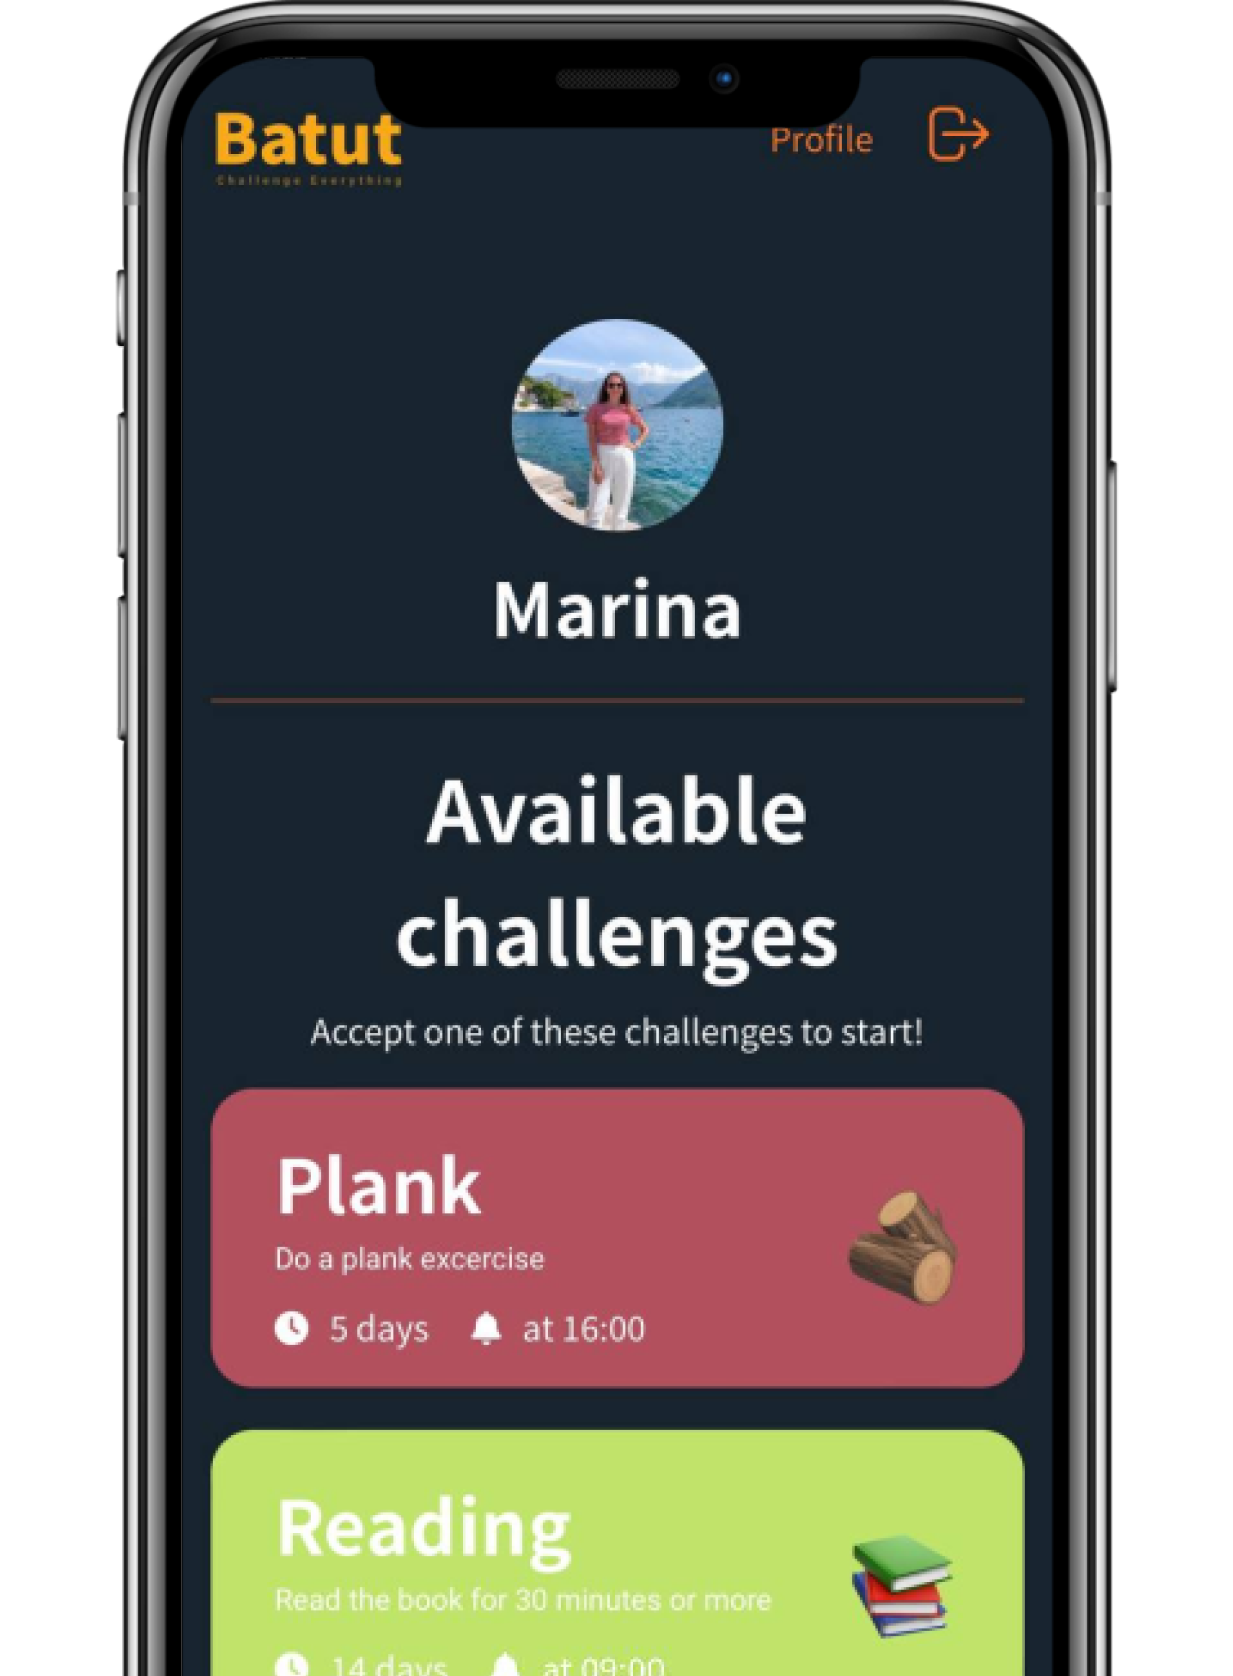 Batut
Challenge Everything
Profile
Marina
Available
challenges
Accept one of these challenges to start!
Plank
Do a plank excercise
5 days at 16:00
Reading
Read the book for 30 minutes or more
14 days at 09:00